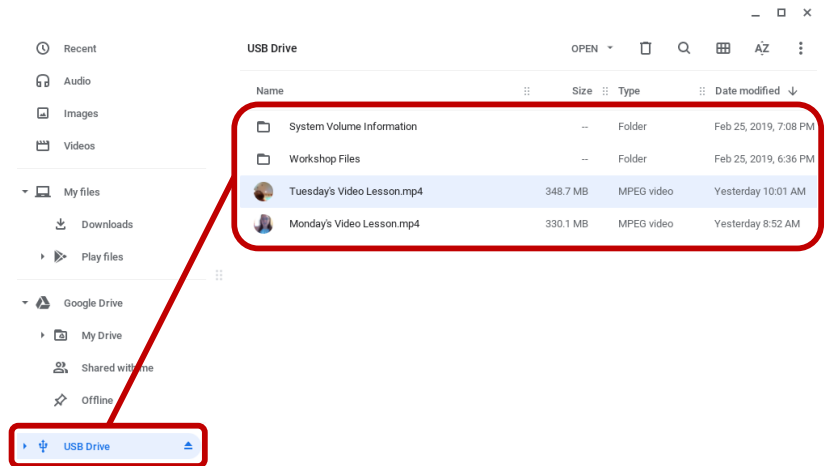 Recent
Audio
Images
Videos
My files
Downloads
Play files
Google Drive
My Drive
Shared with me
Offline
USB Drive
USB Drive OPEN AZ
Name Size Type Date modified
System Volume Information -- Folder Feb 25, 2019, 7:08 PM
Workshop Files -- Folder Feb 25, 2019, 6:36 PM
Tuesday's Video Lesson.mp4 348.7 MB MPEG video Yesterday 10:01 AM
Monday's Video Lesson.mp4 330.1 MB MPEG video Yesterday 8:52 AM